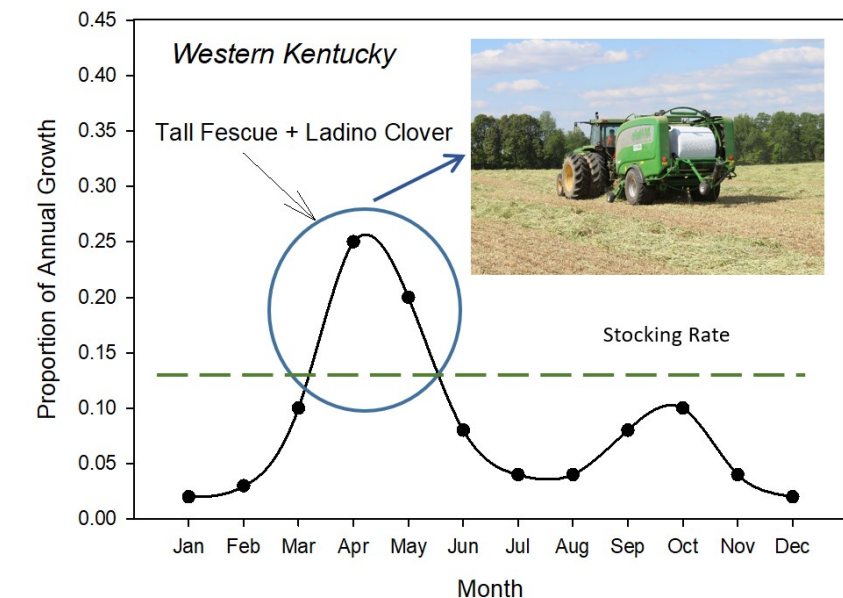 Western Kentucky
Tall Fescue + Ladino Clover
Stocking Rate
Proportion of Annual Growth
0.45
0.40
0.35
0.30
0.25
0.20
0.15
0.10
0.05
0.00
Jan Feb Mar Apr May Jun Jul Aug Sep Oct Nov Dec
Month